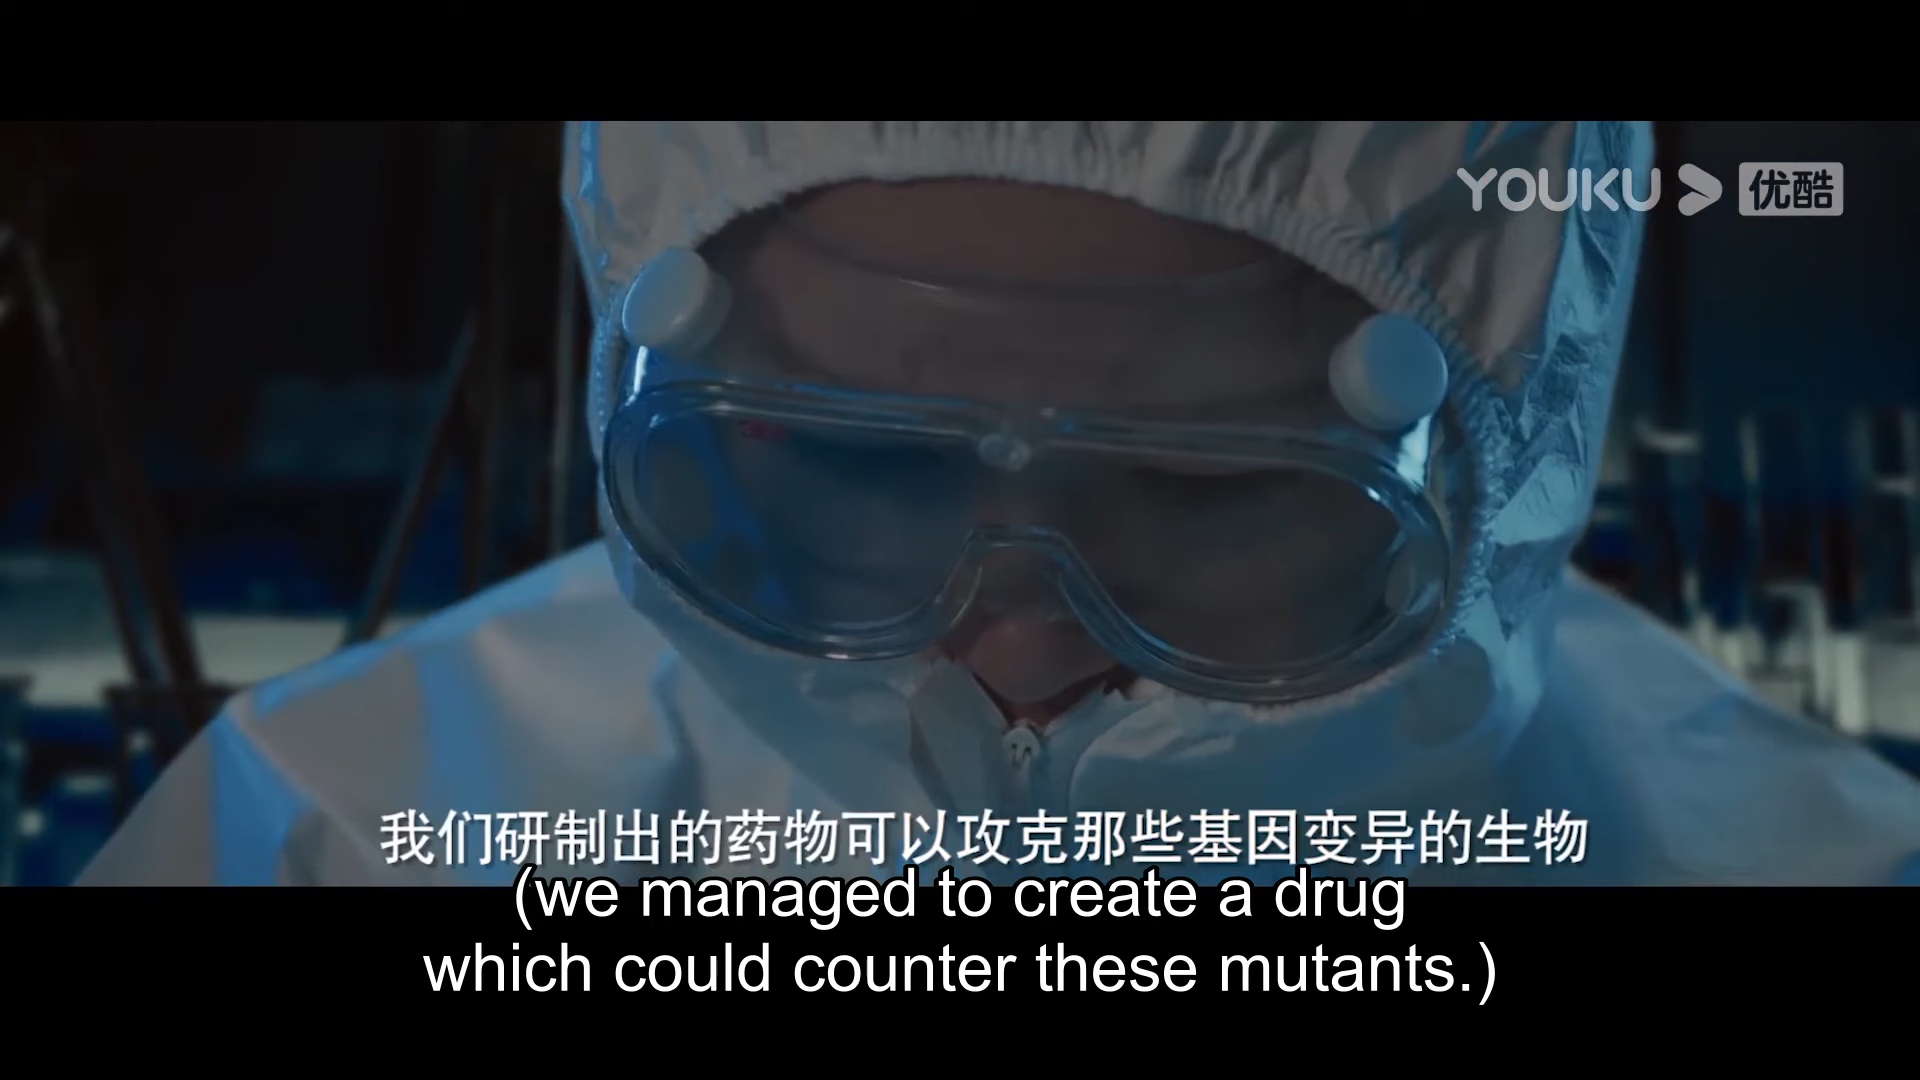 YOUKU 优酷
我们研制出的药物可以攻克那些基因变异的生物
(we managed to create a drug
which could counter these mutants.)